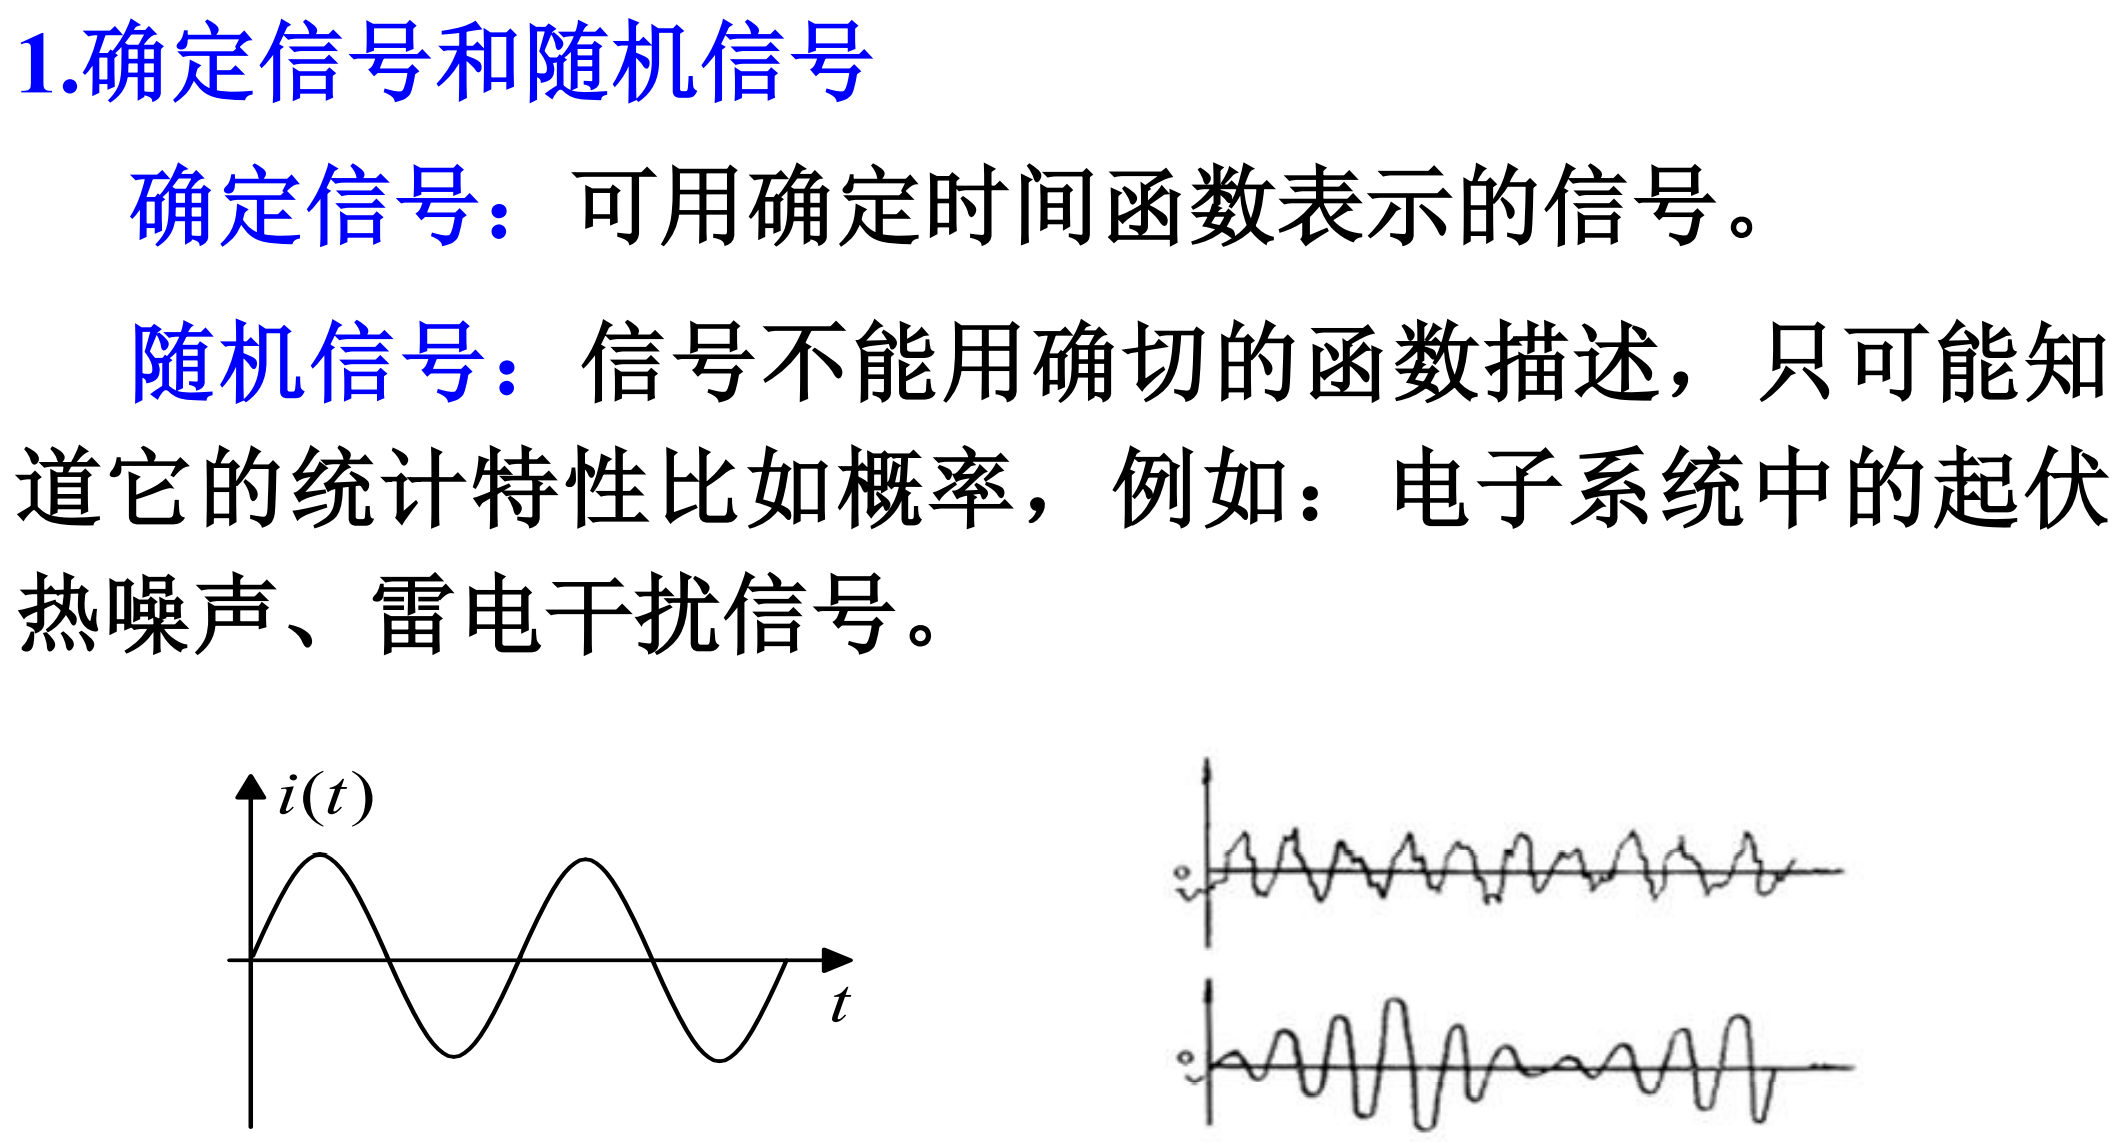 1.确定信号和随机信号
确定信号：可用确定时间函数表示的信号。
随机信号：信号不能用确切的函数描述，只可能知
道它的统计特性比如概率，例如：电子系统中的起伏
热噪声、雷电干扰信号。
i(t)
t
o
o